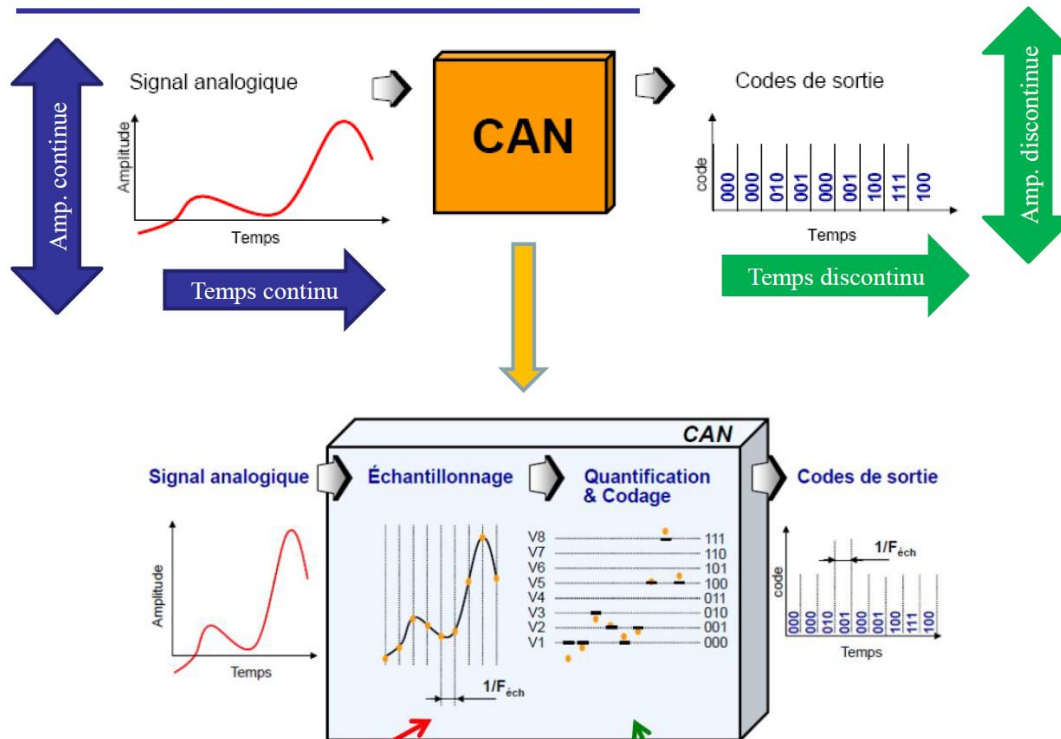 Amp. continue
Signal analogique
Amplitude
Temps
Temps continu
CAN
Codes de sortie
code
000
000
010
001
000
001
100
111
100
Temps
Temps discontinu
Amp. discontinue
CAN
Signal analogique
Échantillonnage
Quantification
& Codage
Codes de sortie
Amplitude
Temps
1/Féch
V8 111
V7 110
V6 101
V5 100
V4 011
V3 010
V2 001
V1 000
1/Féch
code
000
000
010
001
000
001
100
111
100
Temps